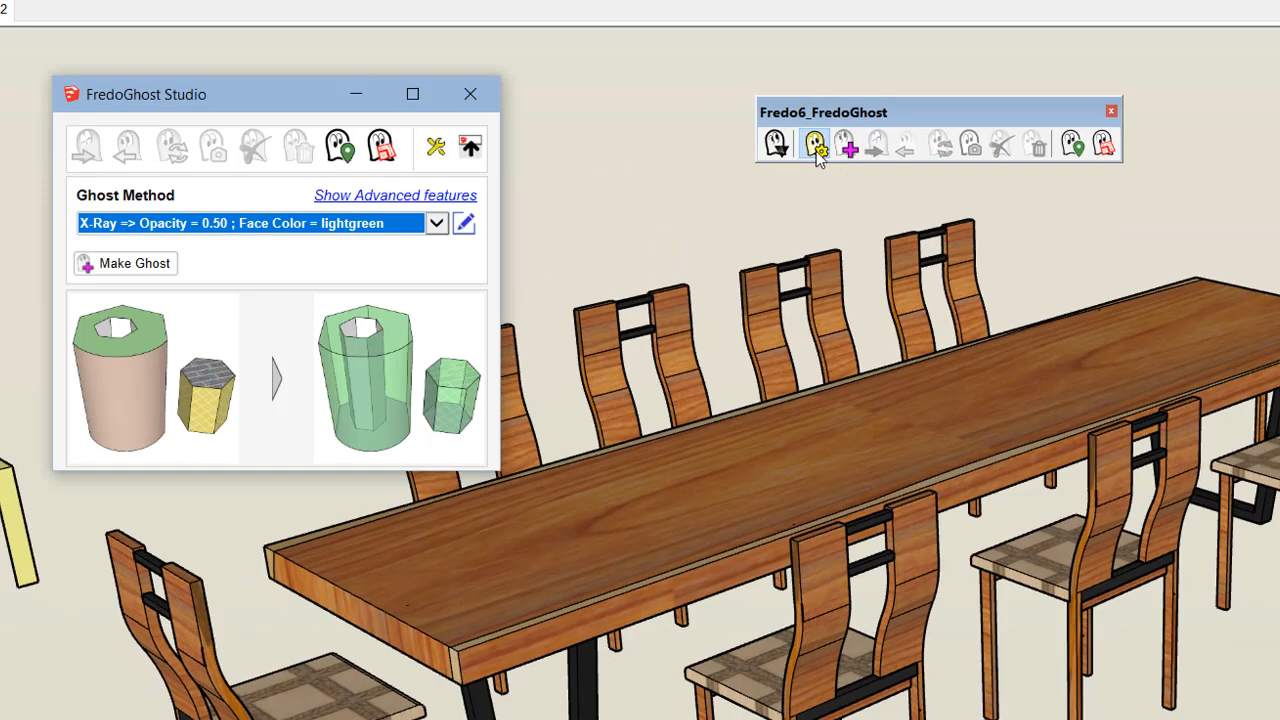 2
FredoGhost Studio
Fredo6_FredoGhost
Ghost Method
Show Advanced features
X-Ray => Opacity = 0.50 ; Face Color = lightgreen
Make Ghost